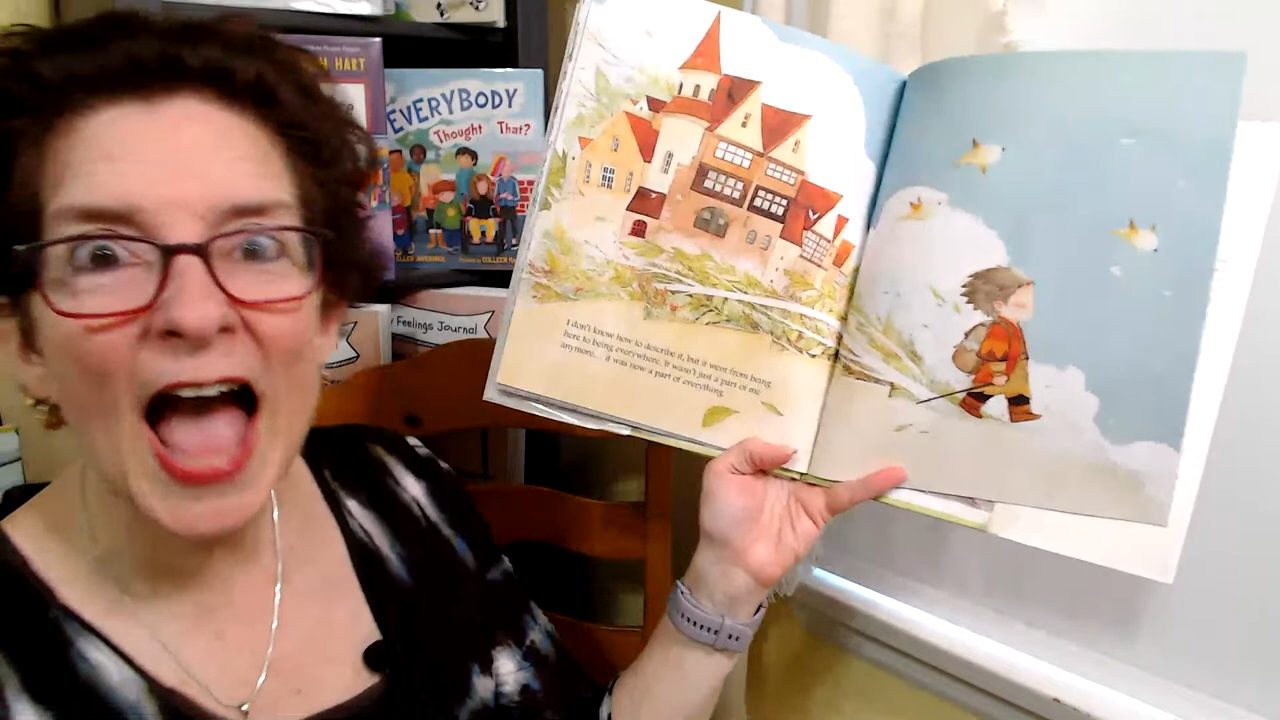 HART
EVERYBODY
Thought That?
Feelings Journal
I don't know how to describe it, but it went from being
here to being everywhere. It wasn't just a part of me
anymore... it was now a part of everything.